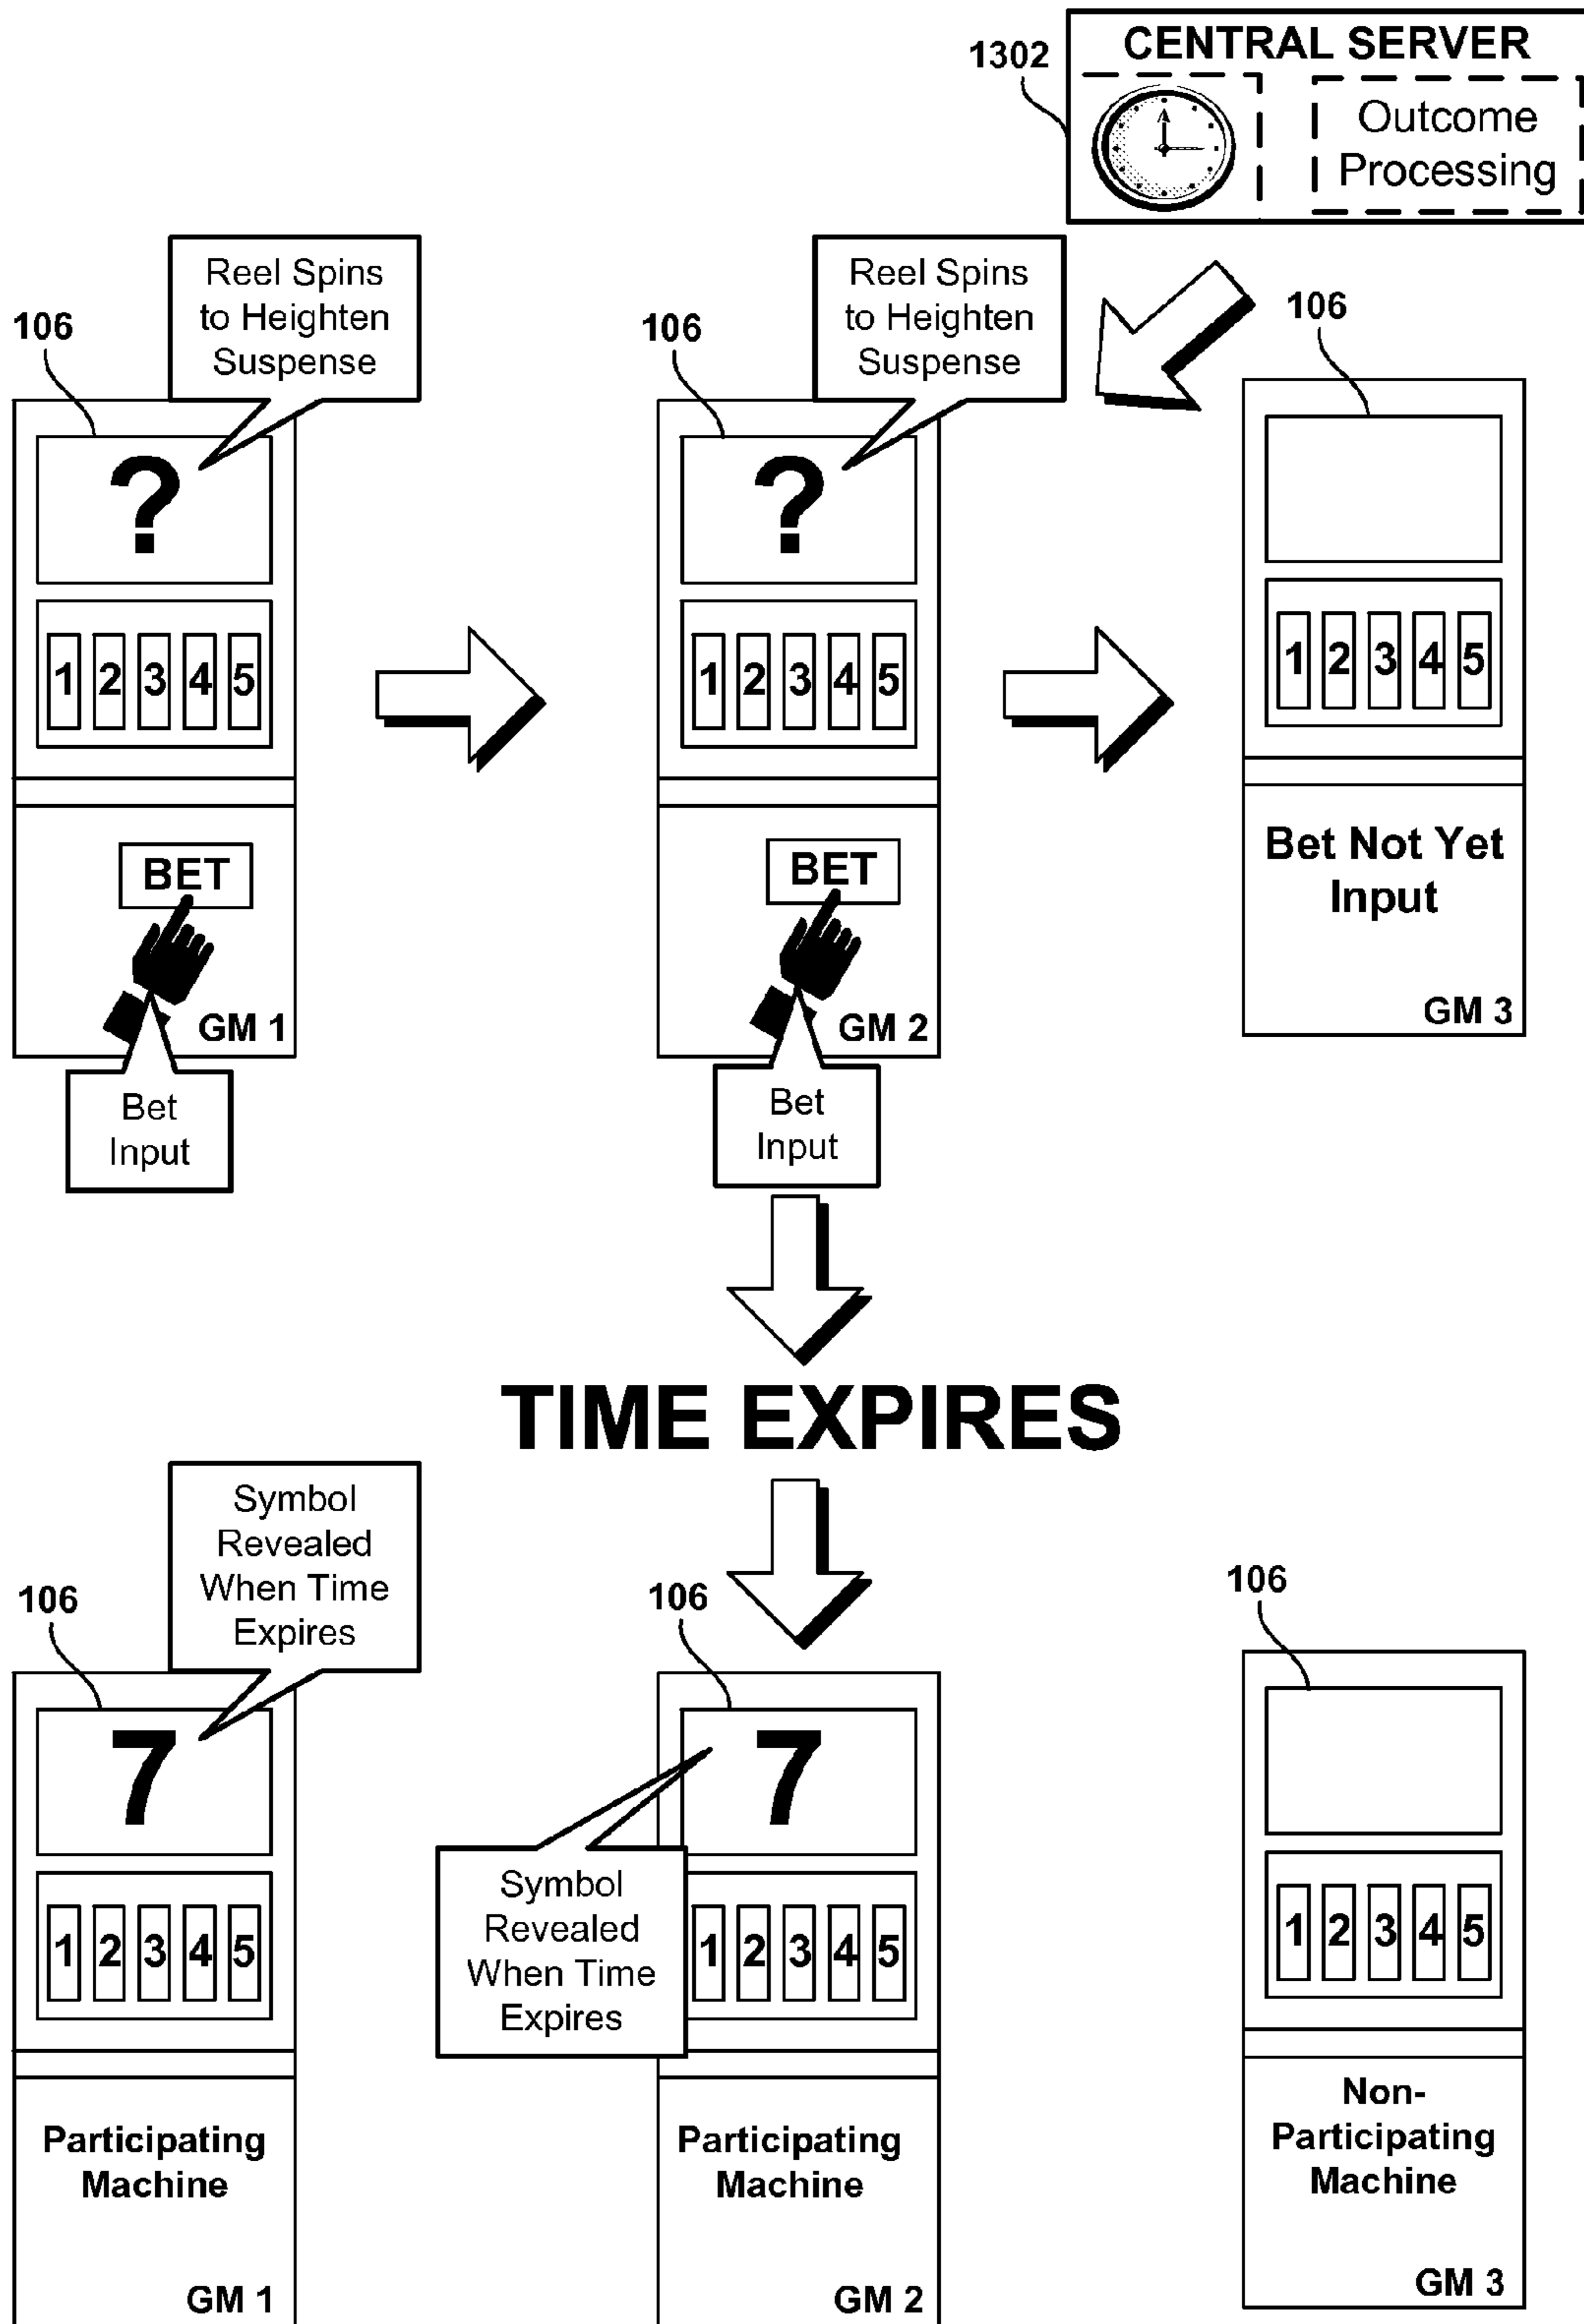 1302
CENTRAL SERVER
Outcome
Processing
Reel Spins
to Heighten
Suspense
106
?
1 2 3 4 5
BET
GM 1
Bet
Input
Reel Spins
to Heighten
Suspense
106
?
1 2 3 4 5
BET
GM 2
Bet
Input
106
1 2 3 4 5
Bet Not Yet
Input
GM 3
TIME EXPIRES
Symbol
Revealed
When Time
Expires
106
7
1 2 3 4 5
Participating
Machine
GM 1
106
7
Symbol
Revealed
When Time
Expires
1 2 3 4 5
Participating
Machine
GM 2
106
1 2 3 4 5
Non-
Participating
Machine
GM 3